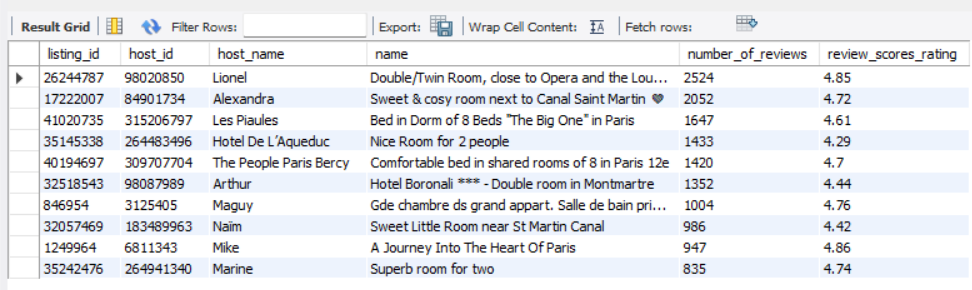 Result Grid Filter Rows: Export: Wrap Cell Content: Fetch rows:
listing_id host_id host_name name number_of_reviews review_scores_rating
26244787 98020850 Lionel Double/Twin Room, close to Opera and the Lou... 2524 4.85
17222007 84901734 Alexandra Sweet & cosy room next to Canal Saint Martin ♥ 2052 4.72
41020735 315206797 Les Piaules Bed in Dorm of 8 Beds "The Big One" in Paris 1647 4.61
35145338 264483496 Hotel De L'Aqueduc Nice Room for 2 people 1433 4.29
40194697 309707704 The People Paris Bercy Comfortable bed in shared rooms of 8 in Paris 12e 1420 4.7
32518543 98087989 Arthur Hotel Boronali *** - Double room in Montmartre 1352 4.44
846954 3125405 Maguy Gde chambre ds grand appart. Salle de bain pri... 1004 4.76
32057469 183489963 Naïm Sweet Little Room near St Martin Canal 986 4.42
1249964 6811343 Mike A Journey Into The Heart Of Paris 947 4.86
35242476 264941340 Marine Superb room for two 835 4.74